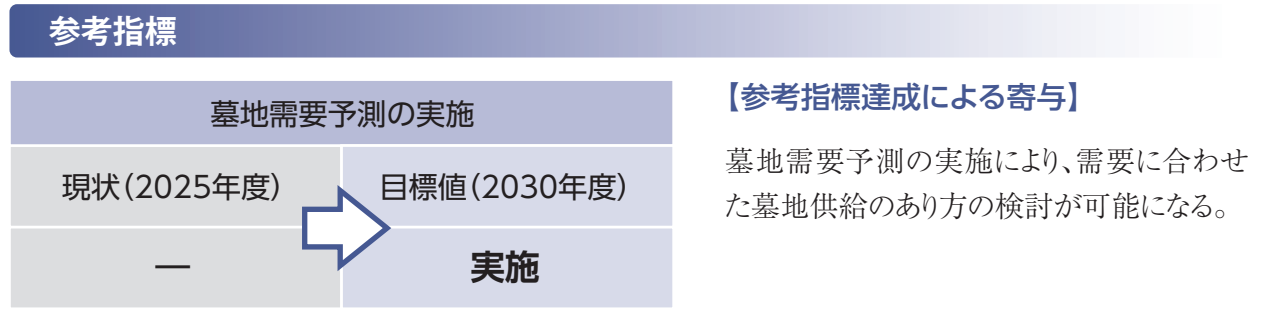 参考指標
墓地需要予測の実施
現状（2025年度）
目標値（2030年度）
―
実施
【参考指標達成による寄与】
墓地需要予測の実施により、需要に合わせ
た墓地供給のあり方の検討が可能になる。